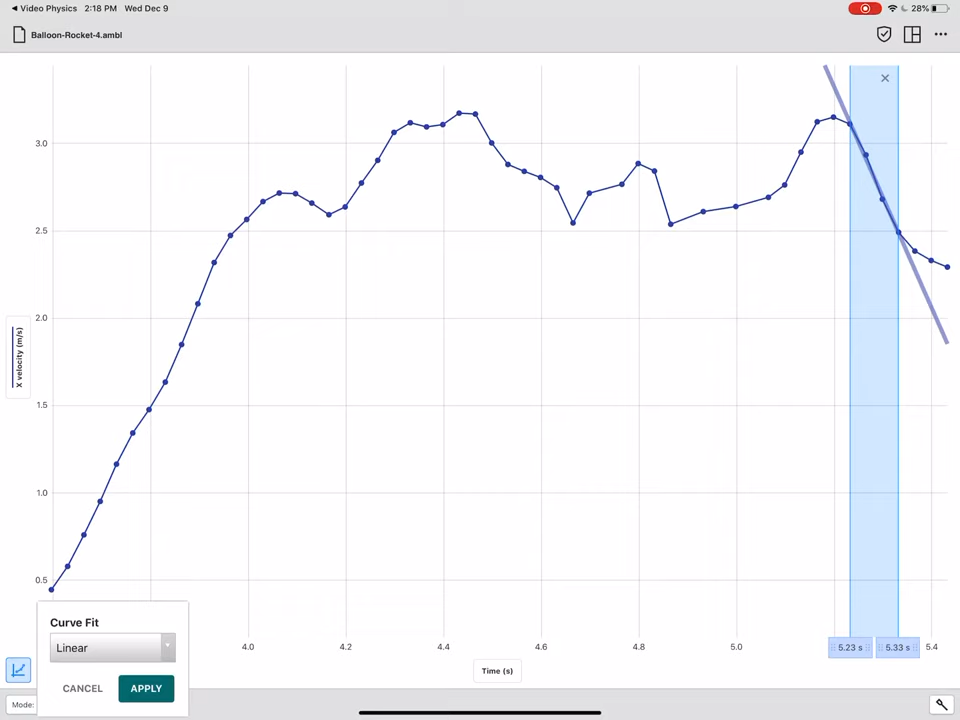 Video Physics 2:18 PM Wed Dec 9 28%
Balloon-Rocket-4.ambl
3.0
2.5
2.0
1.5
1.0
0.5
X velocity (m/s)
4.0 4.2 4.4 4.6 4.8 5.0 5.23 s 5.33 s 5.4
Time (s)
Curve Fit
Linear
CANCEL APPLY
Mode: